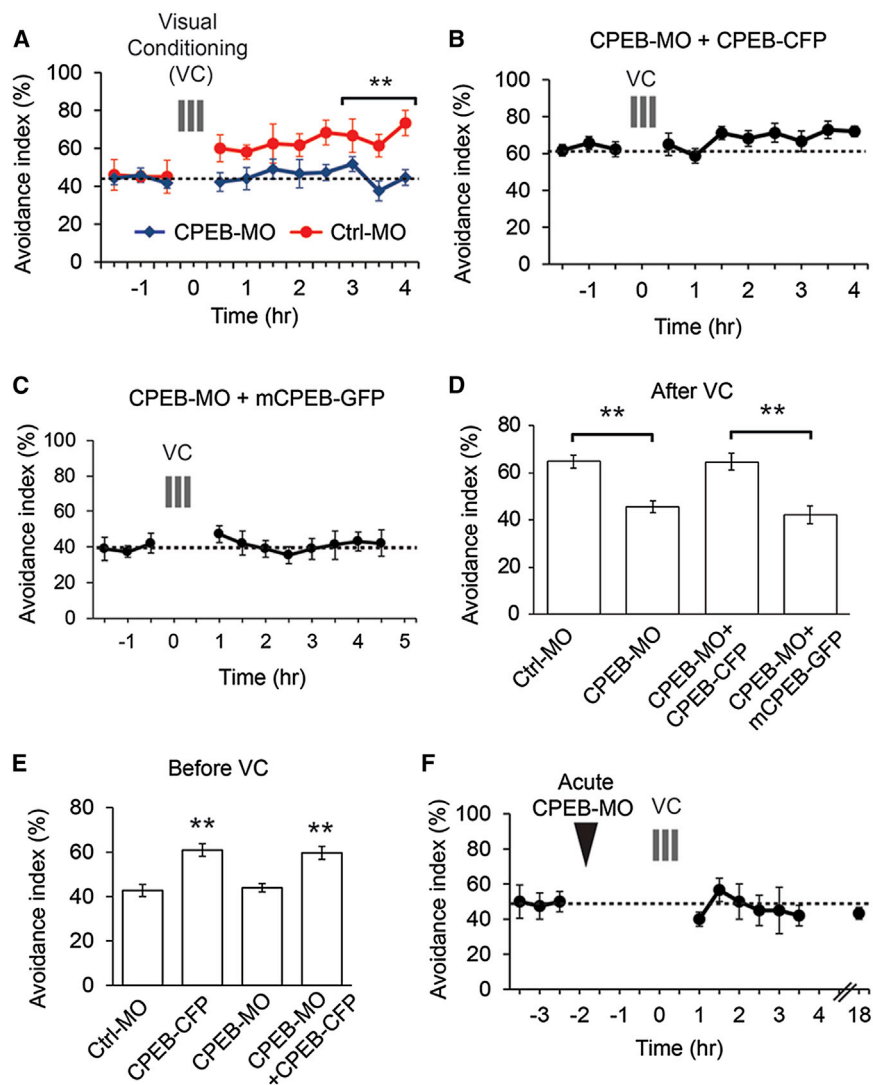 A
Visual
Conditioning
(VC)
**
Avoidance index (%)
100
80
60
40
20
0
CPEB-MO
Ctrl-MO
-1 0 1 2 3 4
Time (hr)
B
CPEB-MO + CPEB-CFP
VC
Avoidance index (%)
100
80
60
40
20
0
-1 0 1 2 3 4
Time (hr)
C
CPEB-MO + mCPEB-GFP
VC
Avoidance index (%)
100
80
60
40
20
0
-1 0 1 2 3 4 5
Time (hr)
D
After VC
** **
Avoidance index (%)
80
60
40
20
0
Ctrl-MO
CPEB-MO
CPEB-MO+
CPEB-CFP
CPEB-MO+
mCPEB-GFP
E
Before VC
** **
Avoidance index (%)
80
60
40
20
0
Ctrl-MO
CPEB-CFP
CPEB-MO
CPEB-MO
+CPEB-CFP
F
Acute
CPEB-MO
VC
Avoidance index (%)
100
80
60
40
20
0
-3 -2 -1 0 1 2 3 4 18
Time (hr)